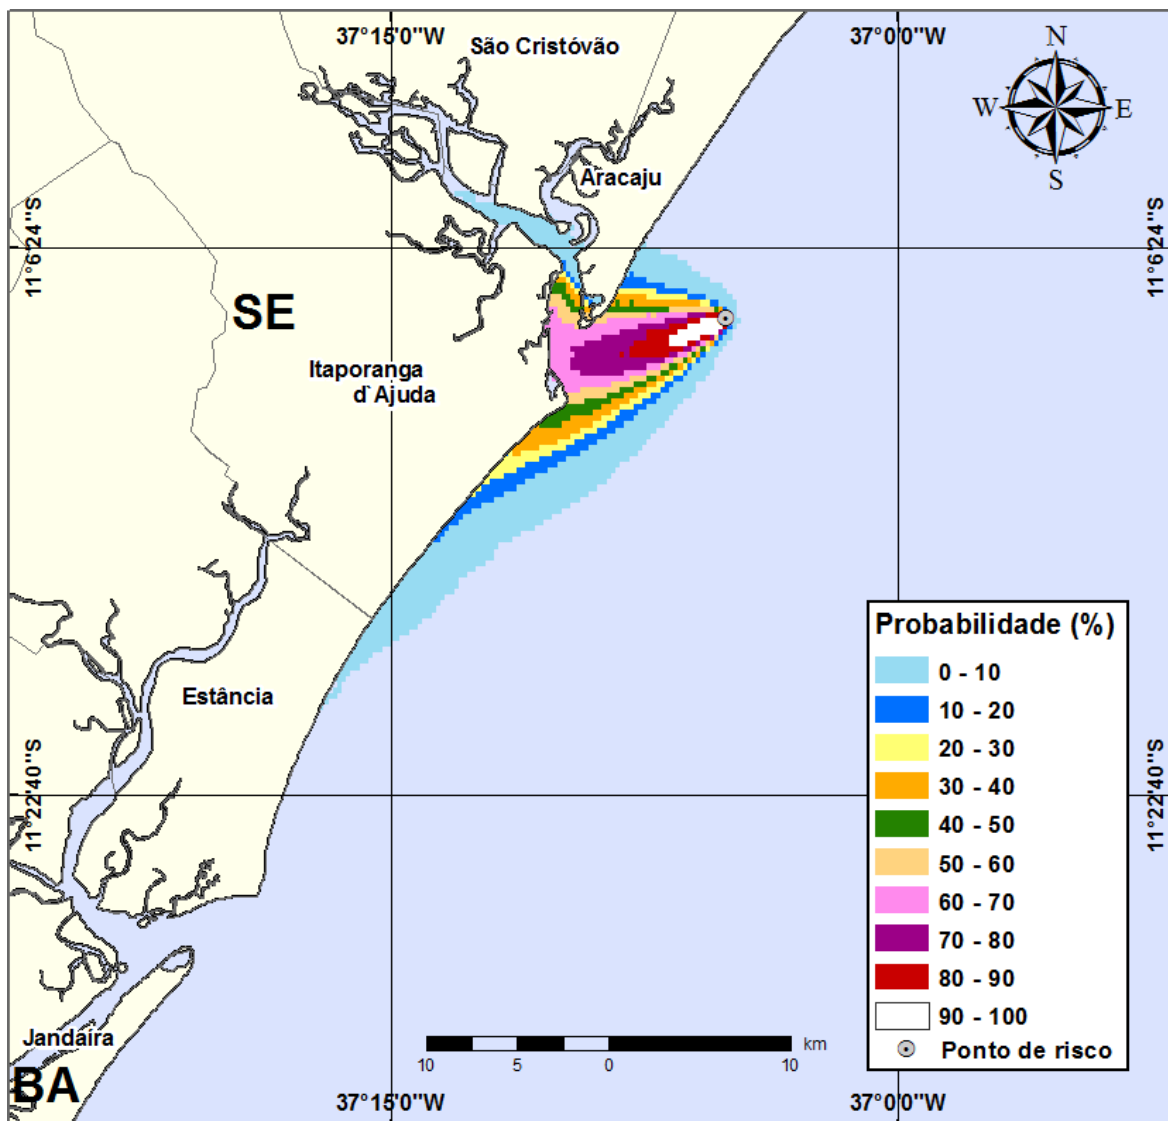 37°15'0"W
37°0'0"W
São Cristóvão
N
W
E
S
Aracaju
11°6'24"S
11°6'24"S
SE
Itaporanga
d`Ajuda
Estância
11°22'40"S
11°22'40"S
Probabilidade (%)
0 - 10
10 - 20
20 - 30
30 - 40
40 - 50
50 - 60
60 - 70
70 - 80
80 - 90
90 - 100
Ponto de risco
Jandaíra
BA
km
10 5 0 10
37°15'0"W
37°0'0"W